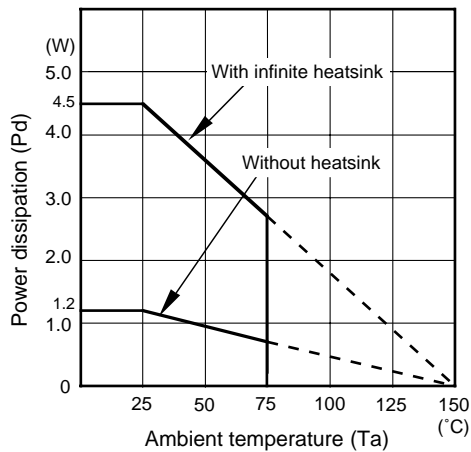 (W)
5.0
With infinite heatsink
4.5
4.0
Without heatsink
3.0
2.0
1.2
1.0
0
25 50 75 100 125 150
(°C)
Power dissipation (Pd)
Ambient temperature (Ta)